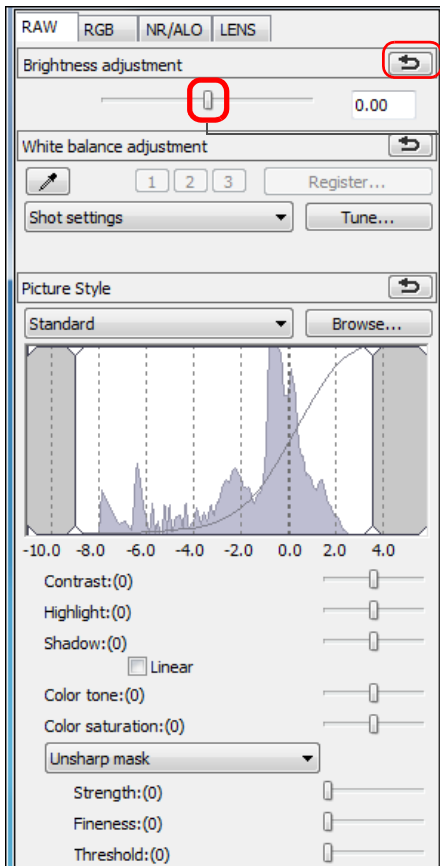 RAW RGB NR/ALO LENS
Brightness adjustment
0.00
White balance adjustment
1 2 3 Register...
Shot settings Tune...
Picture Style
Standard Browse...
-10.0 -8.0 -6.0 -4.0 -2.0 0.0 2.0 4.0
Contrast:(0)
Highlight:(0)
Shadow:(0)
Linear
Color tone:(0)
Color saturation:(0)
Unsharp mask
Strength:(0)
Fineness:(0)
Threshold:(0)